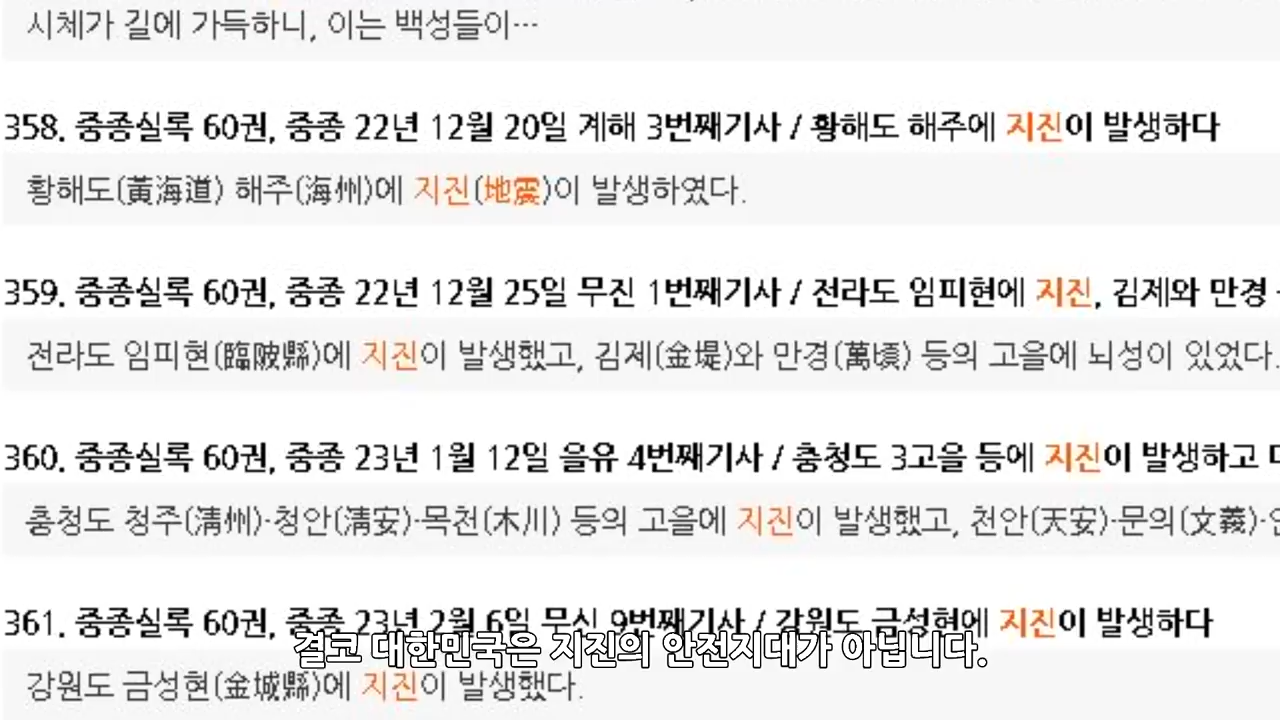 시체가 길에 가득하니, 이는 백성들이…
358. 중종실록 60권, 중종 22년 12월 20일 계해 3번째기사 / 황해도 해주에 지진이 발생하다
황해도(黃海道) 해주(海州)에 지진(地震)이 발생하였다.
359. 중종실록 60권, 중종 22년 12월 25일 무진 1번째기사 / 전라도 임피현에 지진, 김제와 만경
전라도 임피현(臨陂縣)에 지진이 발생했고, 김제(金堤)와 만경(萬頃) 등의 고을에 뇌성이 있었다.
360. 중종실록 60권, 중종 23년 1월 12일 을유 4번째기사 / 충청도 3고을 등에 지진이 발생하고
충청도 청주(淸州)·청안(淸安)·목천(木川) 등의 고을에 지진이 발생했고, 천안(天安)·문의(文義)·
361. 중종실록 60권, 중종 23년 2월 6일 무신 9번째기사 / 강원도 금성현에 지진이 발생하다
결코 대한민국은 지진의 안전지대가 아닙니다.
강원도 금성현(金城縣)에 지진이 발생했다.